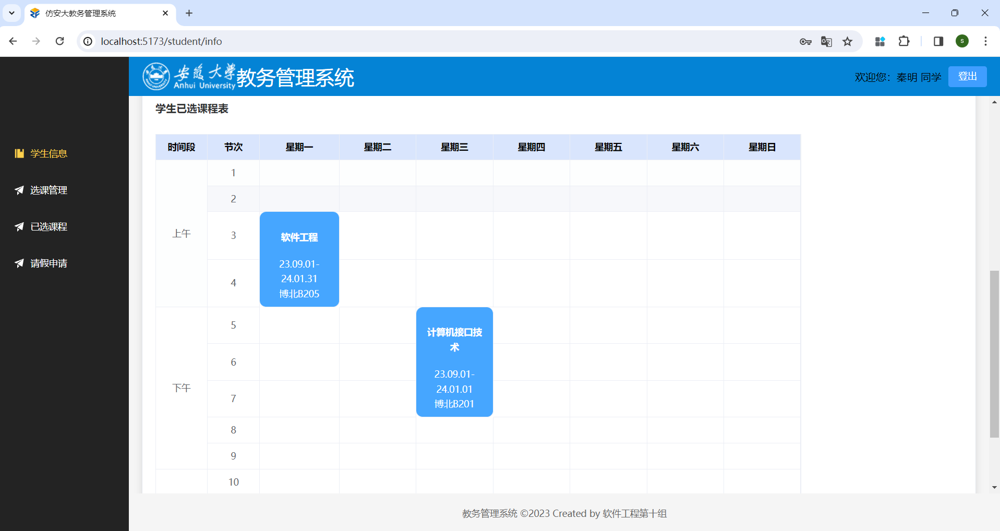 仿安大教务管理系统
localhost:5173/student/info
S
安徽大学
Anhui University
教务管理系统
欢迎您：秦明 同学
登出
学生信息
选课管理
已选课程
请假申请
学生已选课程表
时间段 节次 星期一 星期二 星期三 星期四 星期五 星期六 星期日
上午
1
2
3
4
软件工程
23.09.01-
24.01.31
博北B205
下午
5
6
7
8
9
计算机接口技
术
23.09.01-
24.01.01
博北B201
10
教务管理系统 ©2023 Created by 软件工程第十组